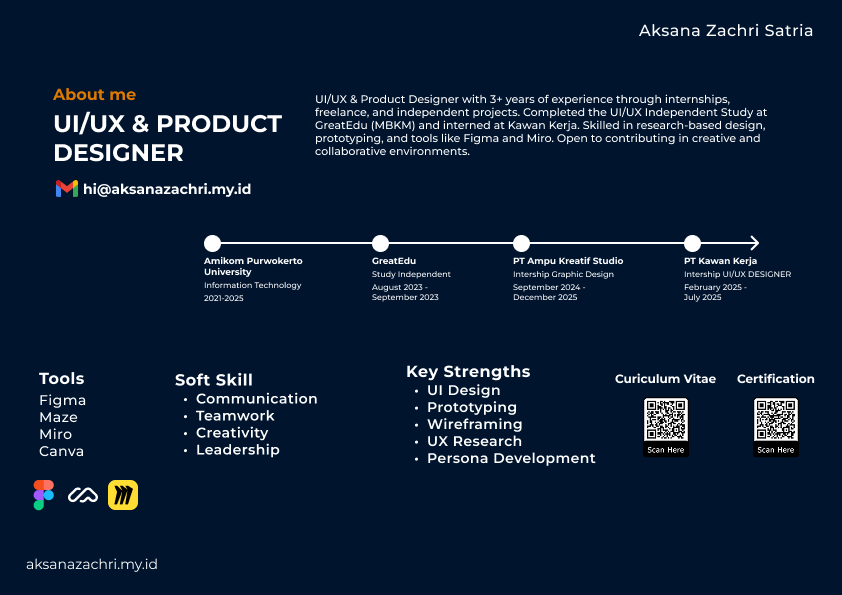 Aksana Zachri Satria
About me
UI/UX & PRODUCT
DESIGNER
hi@aksanazachri.my.id
UI/UX & Product Designer with 3+ years of experience through internships,
freelance, and independent projects. Completed the UI/UX Independent Study at
GreatEdu (MBKM) and interned at Kawan Kerja. Skilled in research-based design,
prototyping, and tools like Figma and Miro. Open to contributing in creative and
collaborative environments.
Amikom Purwokerto
University
Information Technology
2021-2025
GreatEdu
Study Independent
August 2023 -
September 2023
PT Ampu Kreatif Studio
Intership Graphic Design
September 2024 -
December 2025
PT Kawan Kerja
Intership UI/UX DESIGNER
February 2025 -
July 2025
Tools
Figma
Maze
Miro
Canva
Soft Skill
• Communication
• Teamwork
• Creativity
• Leadership
Key Strengths
• UI Design
• Prototyping
• Wireframing
• UX Research
• Persona Development
Curiculum Vitae
Scan Here
Certification
Scan Here
aksanazachri.my.id